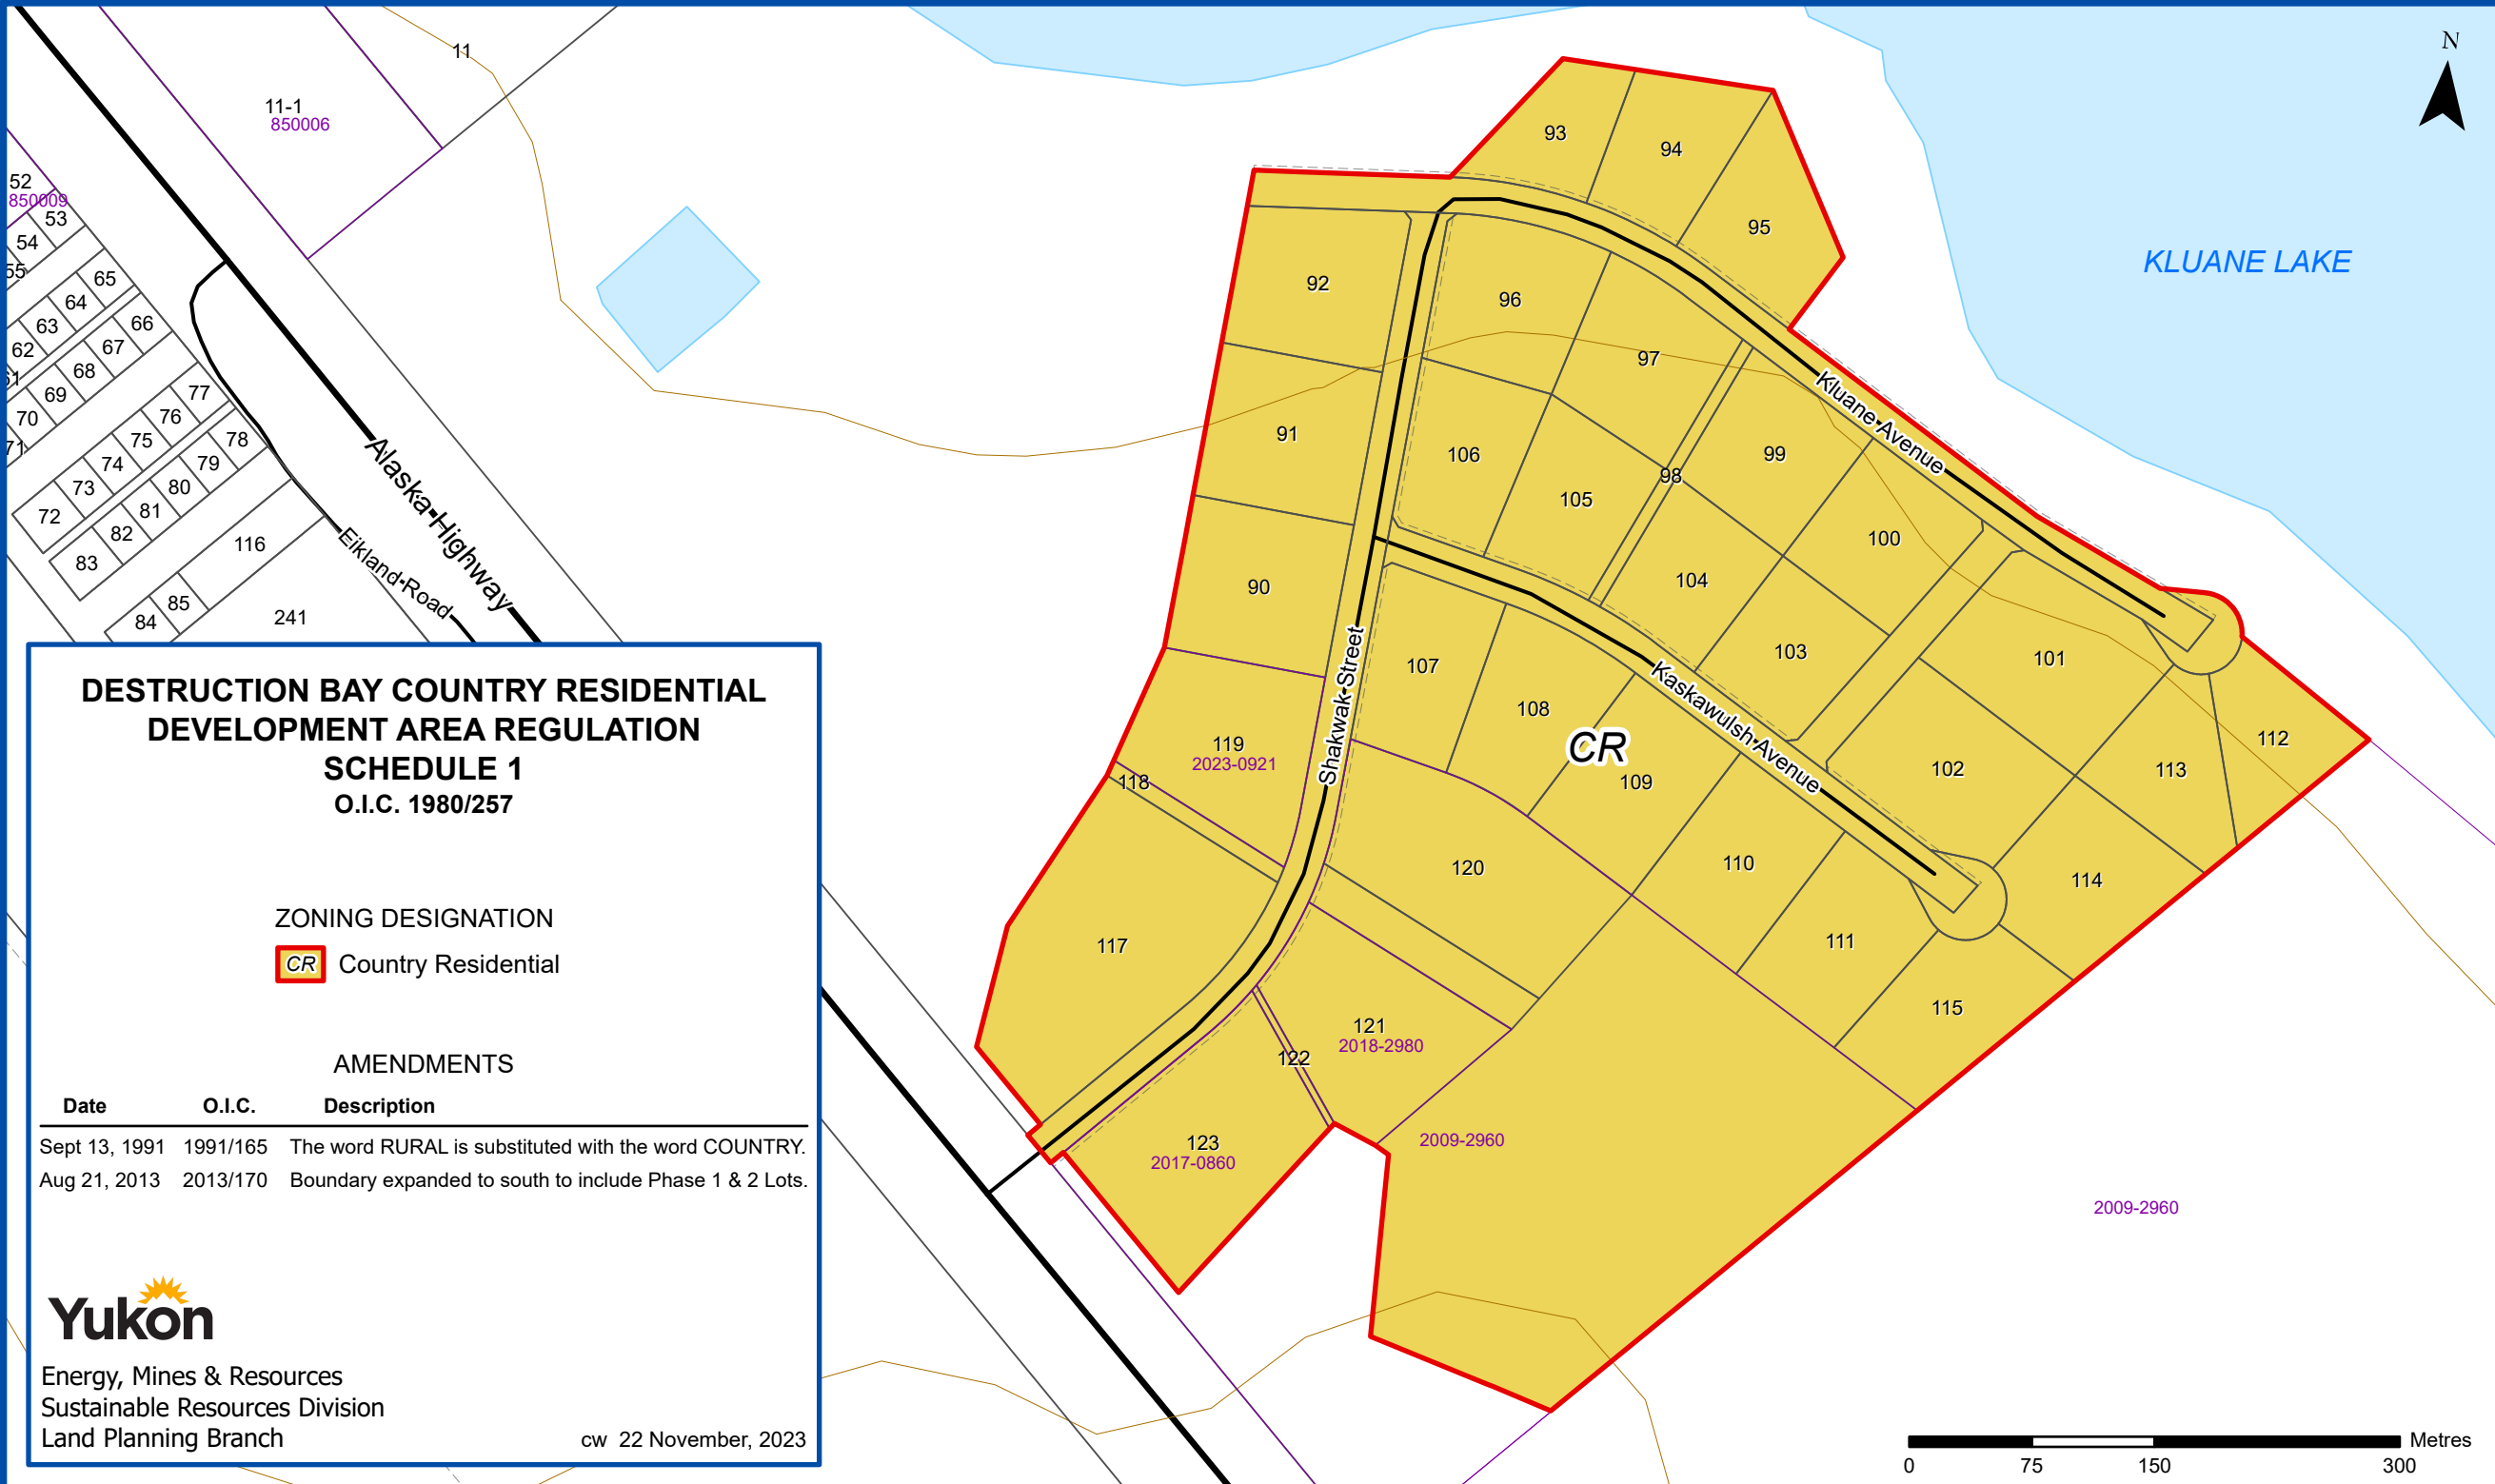 N
11
11-1
850006
52
850009
53
54
55
65
64
63
62
61
66
67
68
69
70
71
77
76
75
74
73
72
78
79
80
81
82
83
116
85
84
241
Alaska Highway
Eikland Road
KLUANE LAKE
93
94
95
92
96
97
91
106
105
98
99
100
Kluane Avenue
90
104
103
101
107
108
Shakwak Street
Kaskawulsh Avenue
CR
102
112
113
119
2023-0921
118
109
120
110
114
117
111
115
121
2018-2980
122
123
2017-0860
2009-2960
2009-2960
DESTRUCTION BAY COUNTRY RESIDENTIAL
DEVELOPMENT AREA REGULATION
SCHEDULE 1
O.I.C. 1980/257
ZONING DESIGNATION
CR Country Residential
AMENDMENTS
Date O.I.C. Description
Sept 13, 1991 1991/165 The word RURAL is substituted with the word COUNTRY.
Aug 21, 2013 2013/170 Boundary expanded to south to include Phase 1 & 2 Lots.
Yukon
Energy, Mines & Resources
Sustainable Resources Division
Land Planning Branch
cw 22 November, 2023
Metres
0 75 150 300